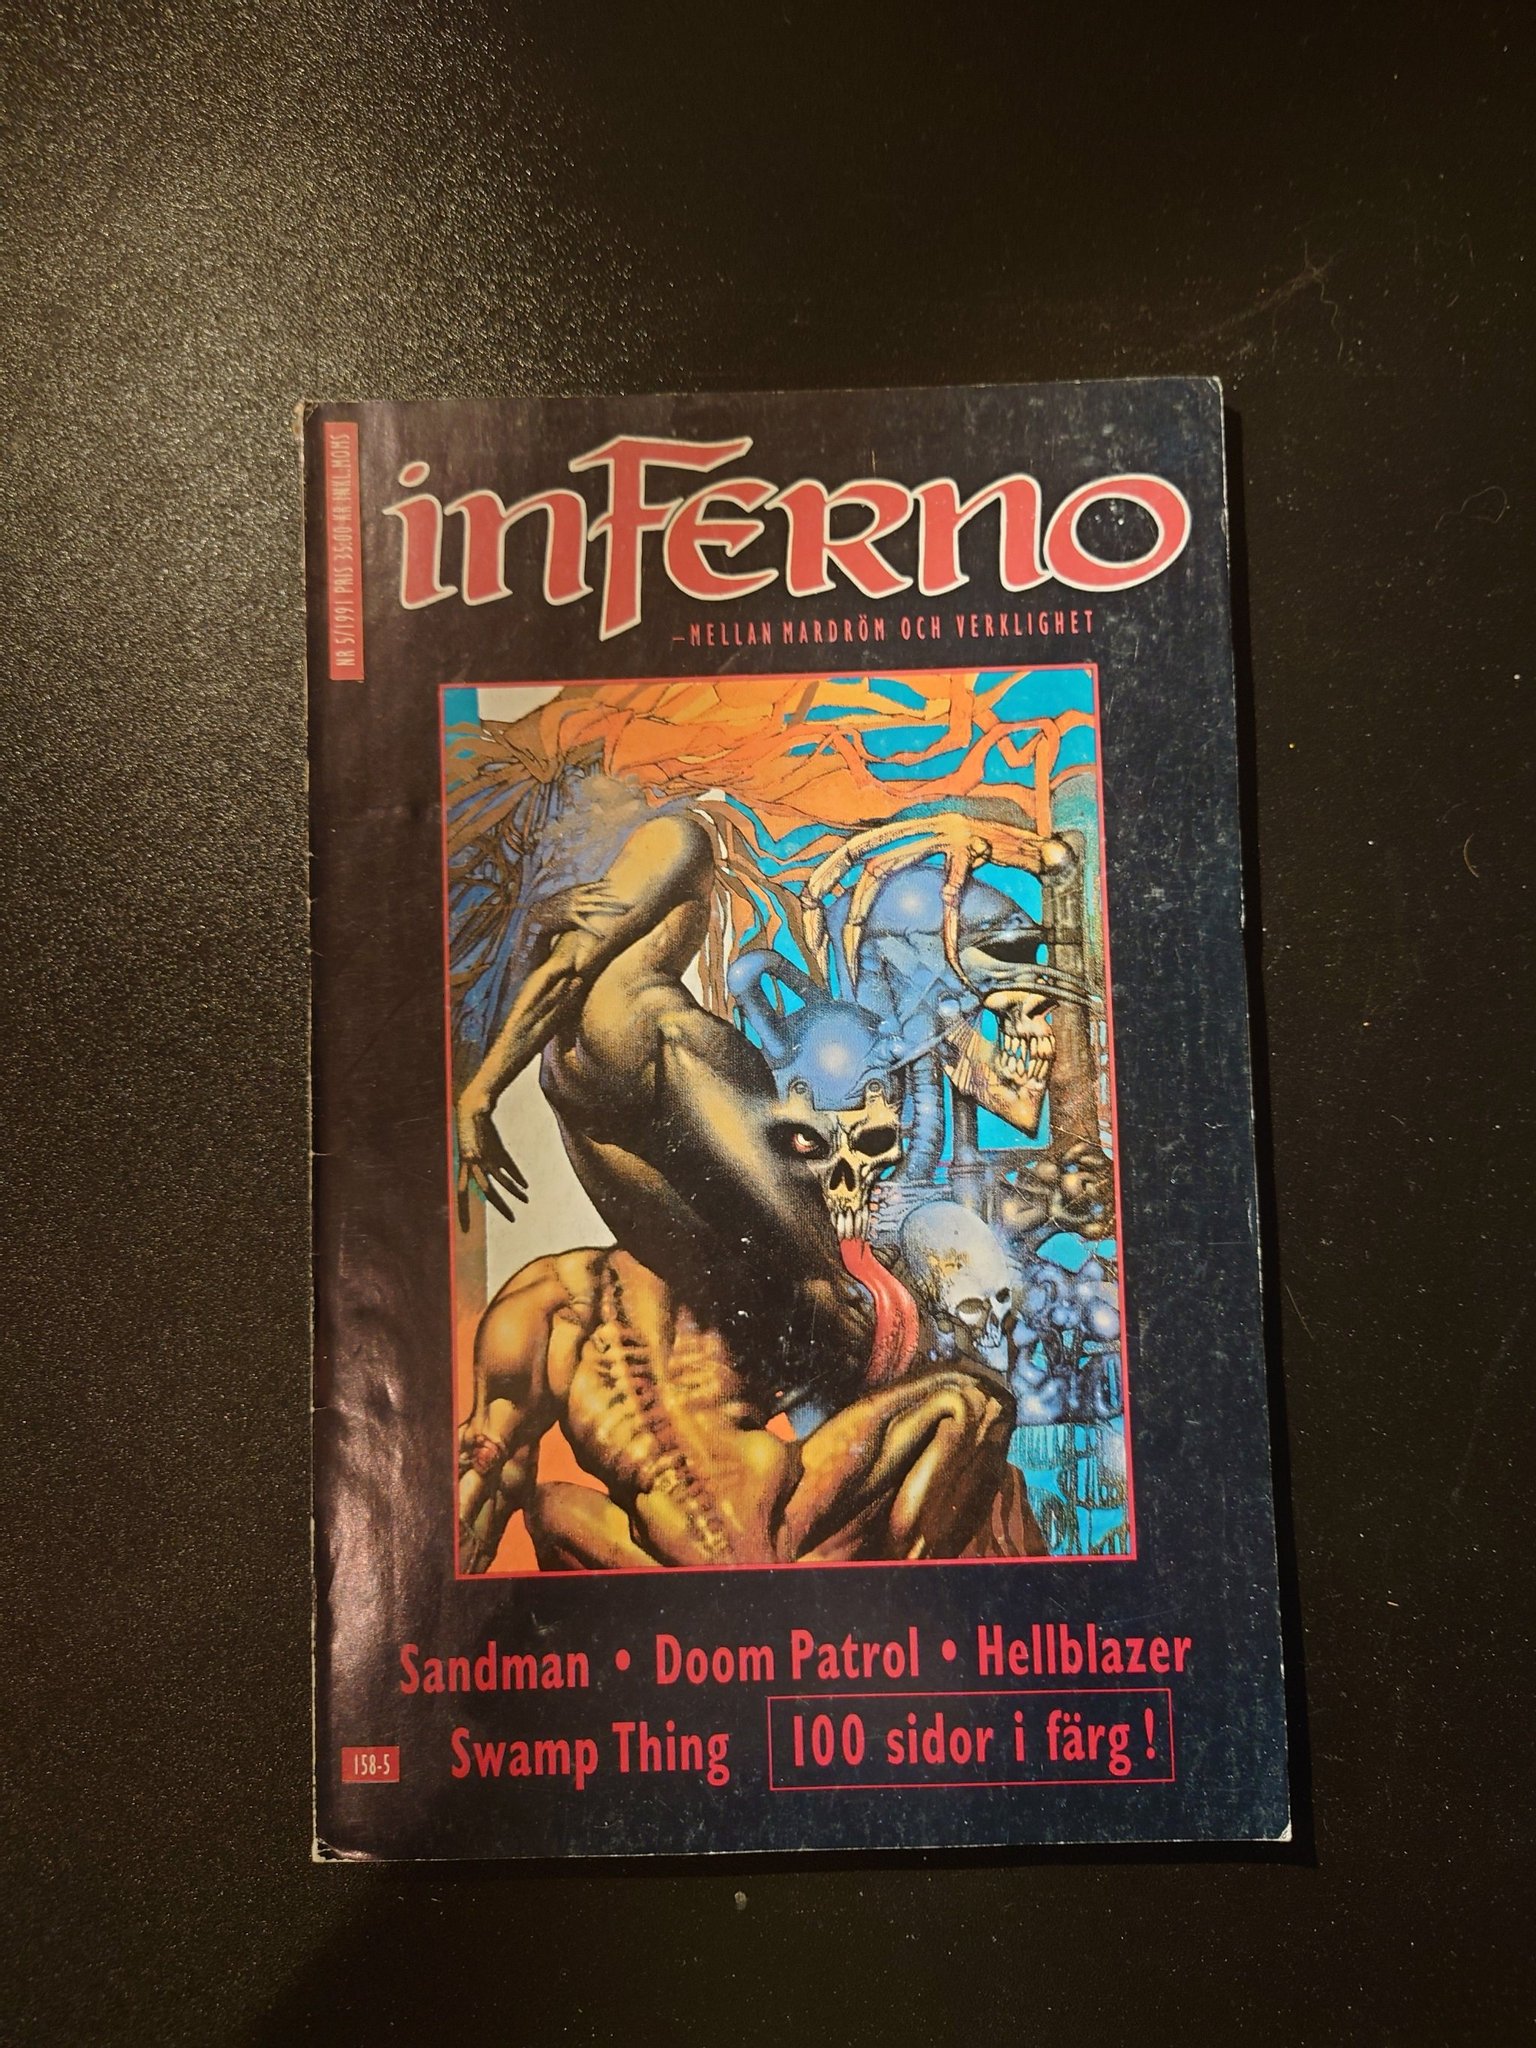 NR 5/1991 PRIS 35:00 KR INKL.MOMS
inFerno
–MELLAN MARDRÖM OCH VERKLIGHET
Sandman • Doom Patrol • Hellblazer
Swamp Thing 100 sidor i färg!
158-5